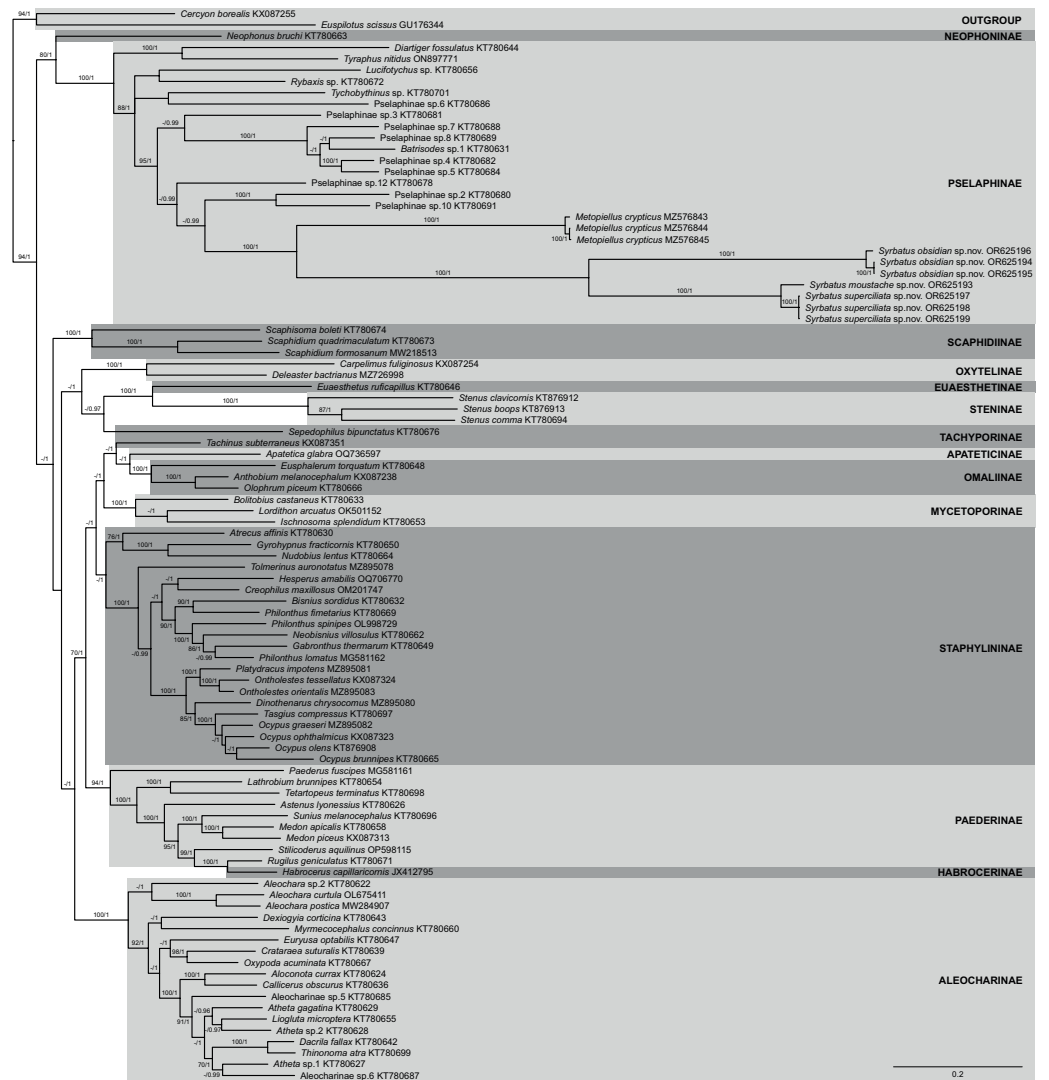 94/1
Cercyon borealis KX087255
Euspilotus scissus GU176344
OUTGROUP
Neophonus bruchi KT780663
NEOPHONINAE
80/1
100/1
Diartiger fossulatus KT780644
Tyraphus nitidus ON897771
100/1
Lucifotychus sp. KT780656
Rybaxis sp. KT780672
Tychobythinus sp. KT780701
Pselaphinae sp.6 KT780686
88/1
Pselaphinae sp.3 KT780681
-/0.99
Pselaphinae sp.7 KT780688
100/1
Pselaphinae sp.8 KT780689
-/1
Batrisodes sp.1 KT780631
-/1
Pselaphinae sp.4 KT780682
100/1
95/1
Pselaphinae sp.5 KT780684
Pselaphinae sp.12 KT780678
PSELAPHINAE
-/0.99
Pselaphinae sp.2 KT780680
100/1
Pselaphinae sp.10 KT780691
-/0.99
Metopiellus crypticus MZ576843
100/1
Metopiellus crypticus MZ576844
Metopiellus crypticus MZ576845
100/1
100/1
Syrbatus obsidian sp.nov. OR625196
100/1
Syrbatus obsidian sp.nov. OR625194
Syrbatus obsidian sp.nov. OR625195
100/1
94/1
100/1
Syrbatus moustache sp.nov. OR625193
100/1
Syrbatus superciliata sp.nov. OR625197
Syrbatus superciliata sp.nov. OR625198
100/1
Syrbatus superciliata sp.nov. OR625199
Scaphisoma boleti KT780674
100/1
Scaphidium quadrimaculatum KT780673
100/1
Scaphidium formosanum MW218513
SCAPHIDIINAE
Carpelimus fuliginosus KX087254
100/1
Deleaster bactrianus MZ726998
OXYTELINAE
-/1
Euaesthetus ruficapillus KT780646
EUAESTHETINAE
100/1
Stenus clavicornis KT876912
100/1
Stenus boops KT876913
87/1
Stenus comma KT780694
STENINAE
-/0.97
Sepedophilus bipunctatus KT780676
Tachinus subterraneus KX087351
TACHYPORINAE
-/1
-/1
Apatetica glabra OQ736597
APATETICINAE
-/1
Eusphalerum torquatum KT780648
100/1
Anthobium melanocephalum KX087238
100/1
Olophrum piceum KT780666
OMALIINAE
Bolitobius castaneus KT780633
100/1
Lordithon arcuatus OK501152
-/1
Ischnosoma splendidum KT780653
MYCETOPORINAE
-/1
Atrecus affinis KT780630
76/1
Gyrohypnus fracticornis KT780650
100/1
Nudobius lentus KT780664
Tolmerinus auronotatus MZ895078
-/1
Hesperus amabilis OQ706770
-/1
Creophilus maxillosus OM201747
-/1
Bisnius sordidus KT780632
90/1
100/1
Philonthus fimetarius KT780669
90/1
Philonthus spinipes OL998729
100/1
Neobisnius villosulus KT780662
Gabronthus thermarum KT780649
86/1
-/0.99
Philonthus lomatus MG581162
STAPHYLININAE
-/0.99
70/1
Platydracus impotens MZ895081
100/1
Ontholestes tessellatus KX087324
100/1
Ontholestes orientalis MZ895083
100/1
Dinothenarus chrysocomus MZ895080
Tasgius compressus KT780697
85/1
100/1
Ocypus graeseri MZ895082
Ocypus ophthalmicus KX087323
-/1
Ocypus olens KT876908
-/1
Ocypus brunnipes KT780665
Paederus fuscipes MG581161
-/1
94/1
Lathrobium brunnipes KT780654
100/1
Tetartopeus terminatus KT780698
100/1
Astenus lyonessius KT780626
100/1
Sunius melanocephalus KT780696
100/1
Medon apicalis KT780658
100/1
Medon piceus KX087313
95/1
Stilicoderus aquilinus OP598115
99/1
Rugilus geniculatus KT780671
100/1
PAEDERINAE
Habrocerus capillaricornis JX412795
HABROCERINAE
Aleochara sp.2 KT780622
-/1
Aleochara curtula OL675411
100/1
Aleochara postica MW284907
100/1
Dexiogyia corticina KT780643
-/1
Myrmecocephalus concinnus KT780660
92/1
Euryusa optabilis KT780647
-/1
Crataraea suturalis KT780639
98/1
Oxypoda acuminata KT780667
-/1
Aloconota currax KT780624
100/1
Callicerus obscurus KT780636
ALEOCHARINAE
100/1
Aleocharinae sp.5 KT780685
Atheta gagatina KT780629
-/0.96
Liogluta microptera KT780655
91/1
-/0.97
Atheta sp.2 KT780628
-/1
Dacrila fallax KT780642
100/1
Thinonoma atra KT780699
Atheta sp.1 KT780627
70/1
-/0.99
Aleocharinae sp.6 KT780687
0.2